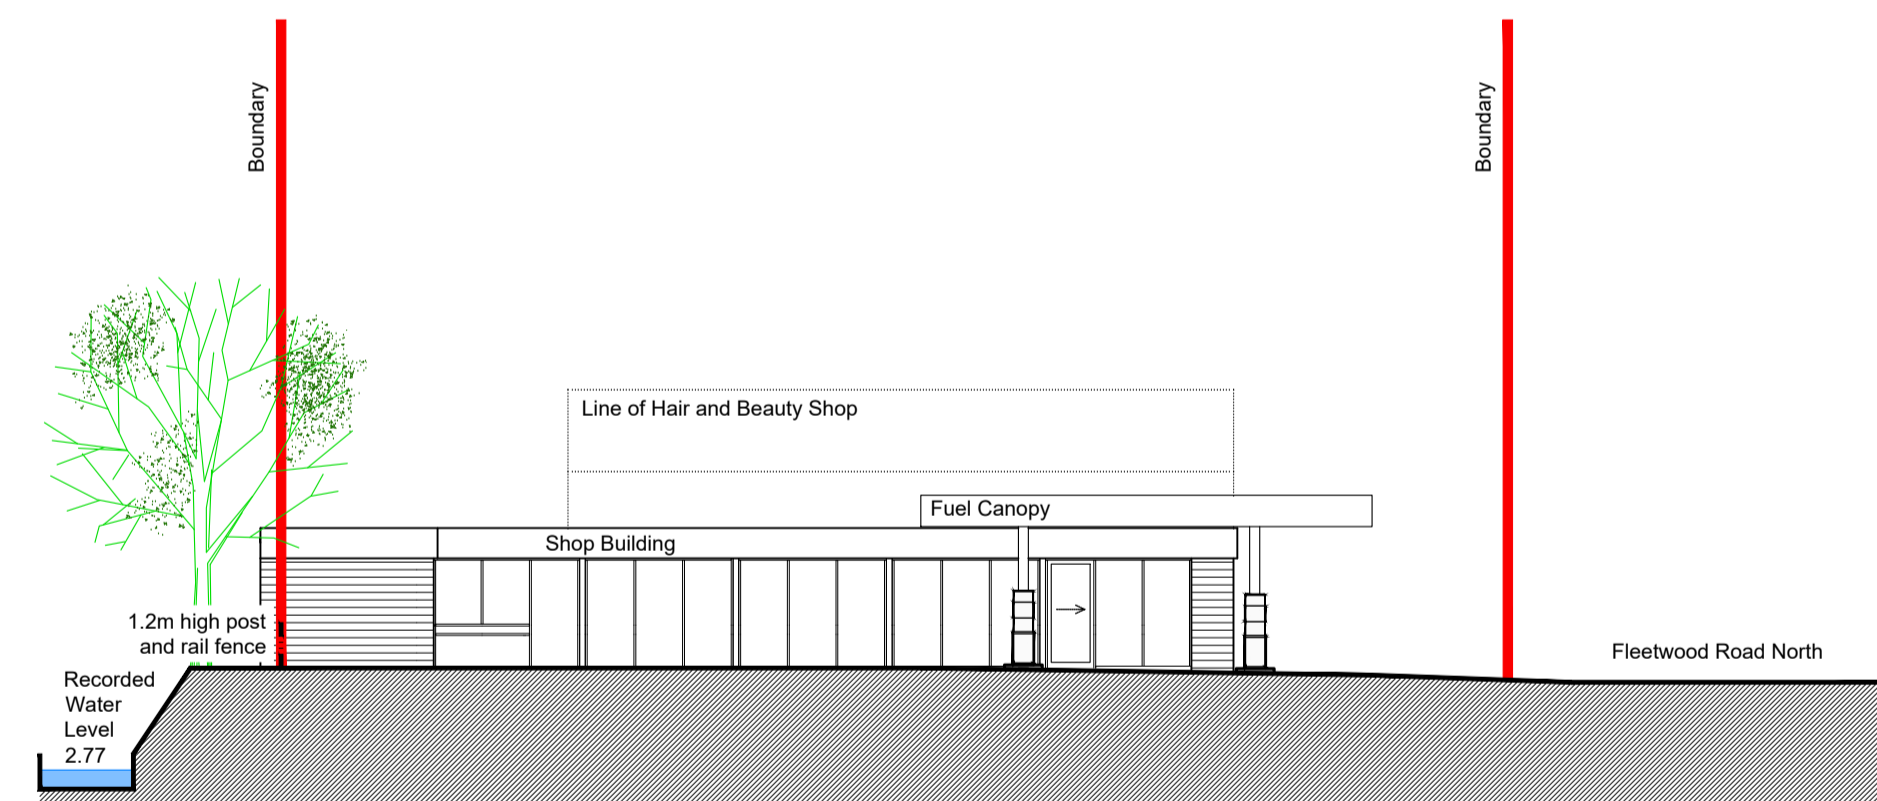 Boundary
Boundary
Line of Hair and Beauty Shop
Fuel Canopy
Shop Building
1.2m high post
and rail fence
Fleetwood Road North
Recorded
Water
Level
2.77